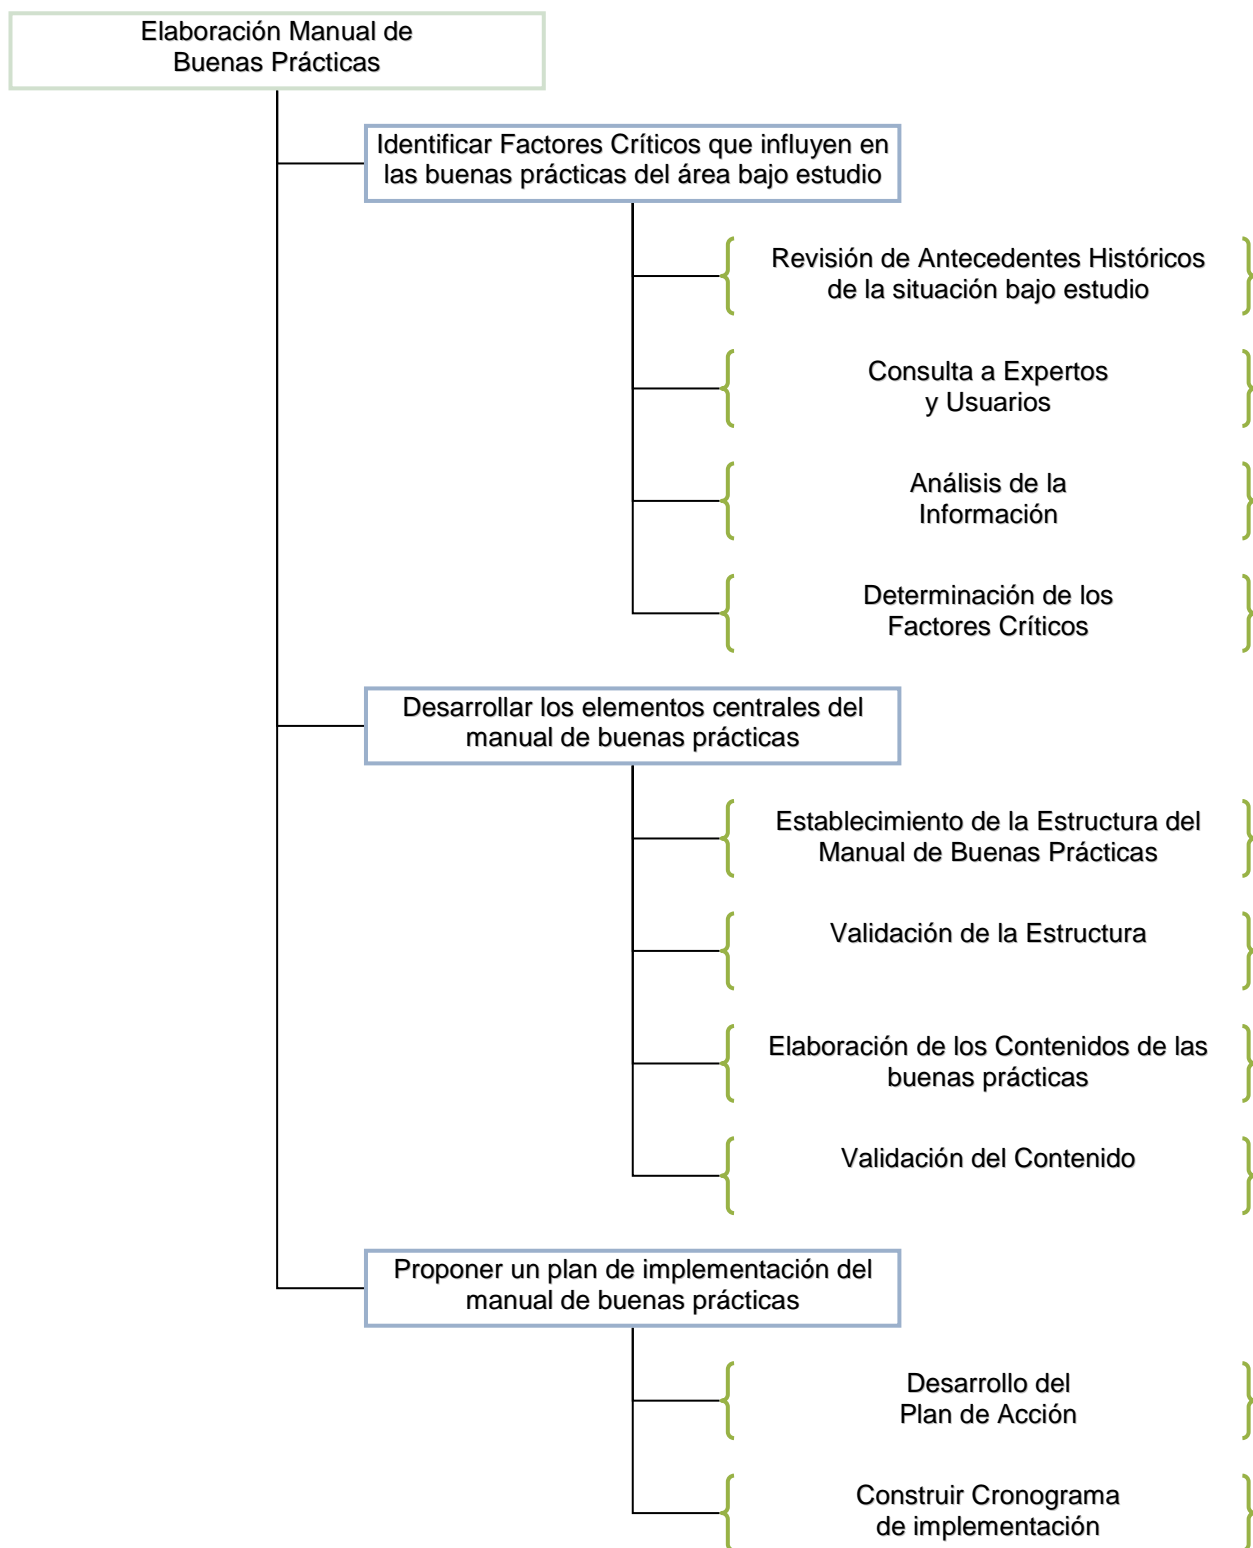 Elaboración Manual de
Buenas Prácticas
Identificar Factores Críticos que influyen en
las buenas prácticas del área bajo estudio
Revisión de Antecedentes Históricos
de la situación bajo estudio
Consulta a Expertos
y Usuarios
Análisis de la
Información
Determinación de los
Factores Críticos
Desarrollar los elementos centrales del
manual de buenas prácticas
Establecimiento de la Estructura del
Manual de Buenas Prácticas
Validación de la Estructura
Elaboración de los Contenidos de las
buenas prácticas
Validación del Contenido
Proponer un plan de implementación del
manual de buenas prácticas
Desarrollo del
Plan de Acción
Construir Cronograma
de implementación